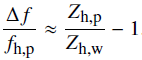 Δf / f_h,p ≈ Z_h,p / Z_h,w − 1